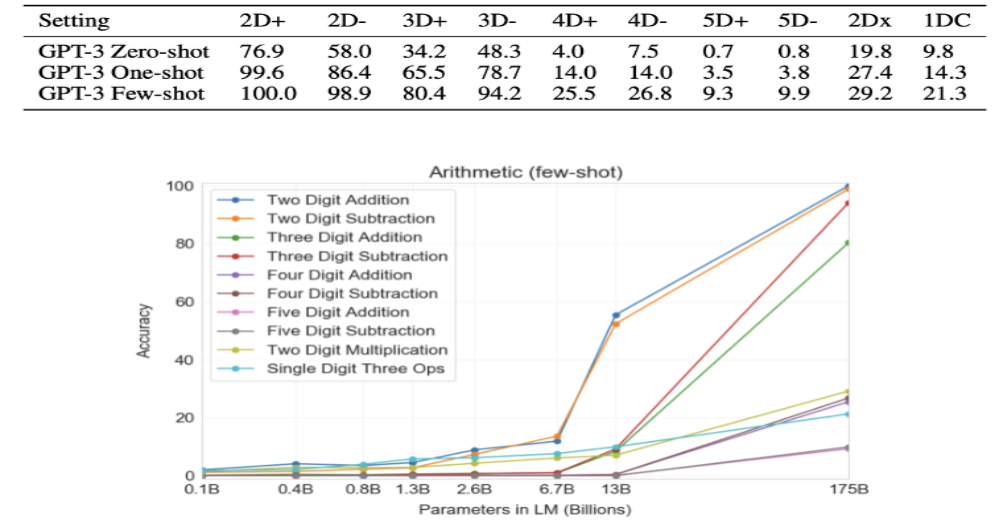 Setting 2D+ 2D- 3D+ 3D- 4D+ 4D- 5D+ 5D- 2Dx 1DC
GPT-3 Zero-shot 76.9 58.0 34.2 48.3 4.0 7.5 0.7 0.8 19.8 9.8
GPT-3 One-shot 99.6 86.4 65.5 78.7 14.0 14.0 3.5 3.8 27.4 14.3
GPT-3 Few-shot 100.0 98.9 80.4 94.2 25.5 26.8 9.3 9.9 29.2 21.3
Arithmetic (few-shot)
100
80
60
40
20
0
Accuracy
Two Digit Addition
Two Digit Subtraction
Three Digit Addition
Three Digit Subtraction
Four Digit Addition
Four Digit Subtraction
Five Digit Addition
Five Digit Subtraction
Two Digit Multiplication
Single Digit Three Ops
0.1B 0.4B 0.8B 1.3B 2.6B 6.7B 13B 175B
Parameters in LM (Billions)